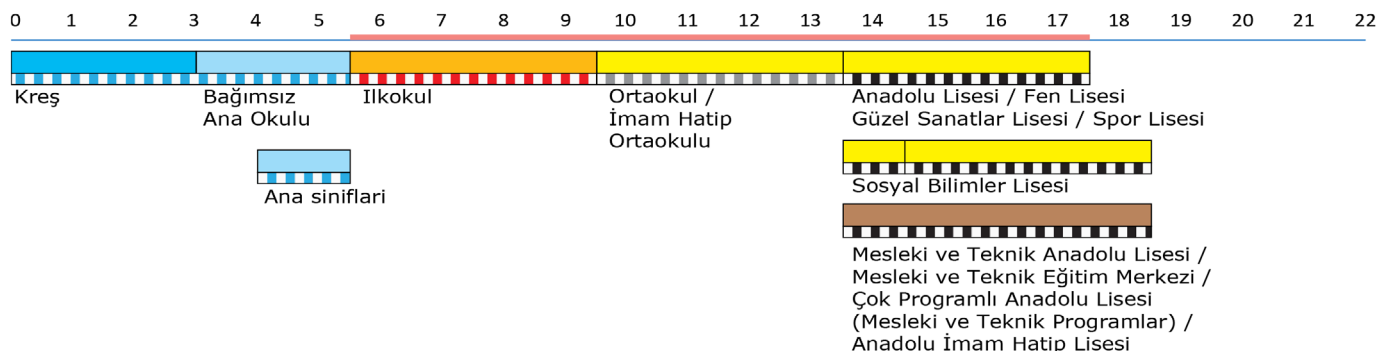 0 1 2 3 4 5 6 7 8 9 10 11 12 13 14 15 16 17 18 19 20 21 22
Kreş
Bağımsız
Ana Okulu
Ilkokul
Ortaokul /
İmam Hatip
Ortaokulu
Anadolu Lisesi / Fen Lisesi
Güzel Sanatlar Lisesi / Spor Lisesi
Ana siniflari
Sosyal Bilimler Lisesi
Mesleki ve Teknik Anadolu Lisesi /
Mesleki ve Teknik Eğitim Merkezi /
Çok Programlı Anadolu Lisesi
(Mesleki ve Teknik Programlar) /
Anadolu İmam Hatip Lisesi